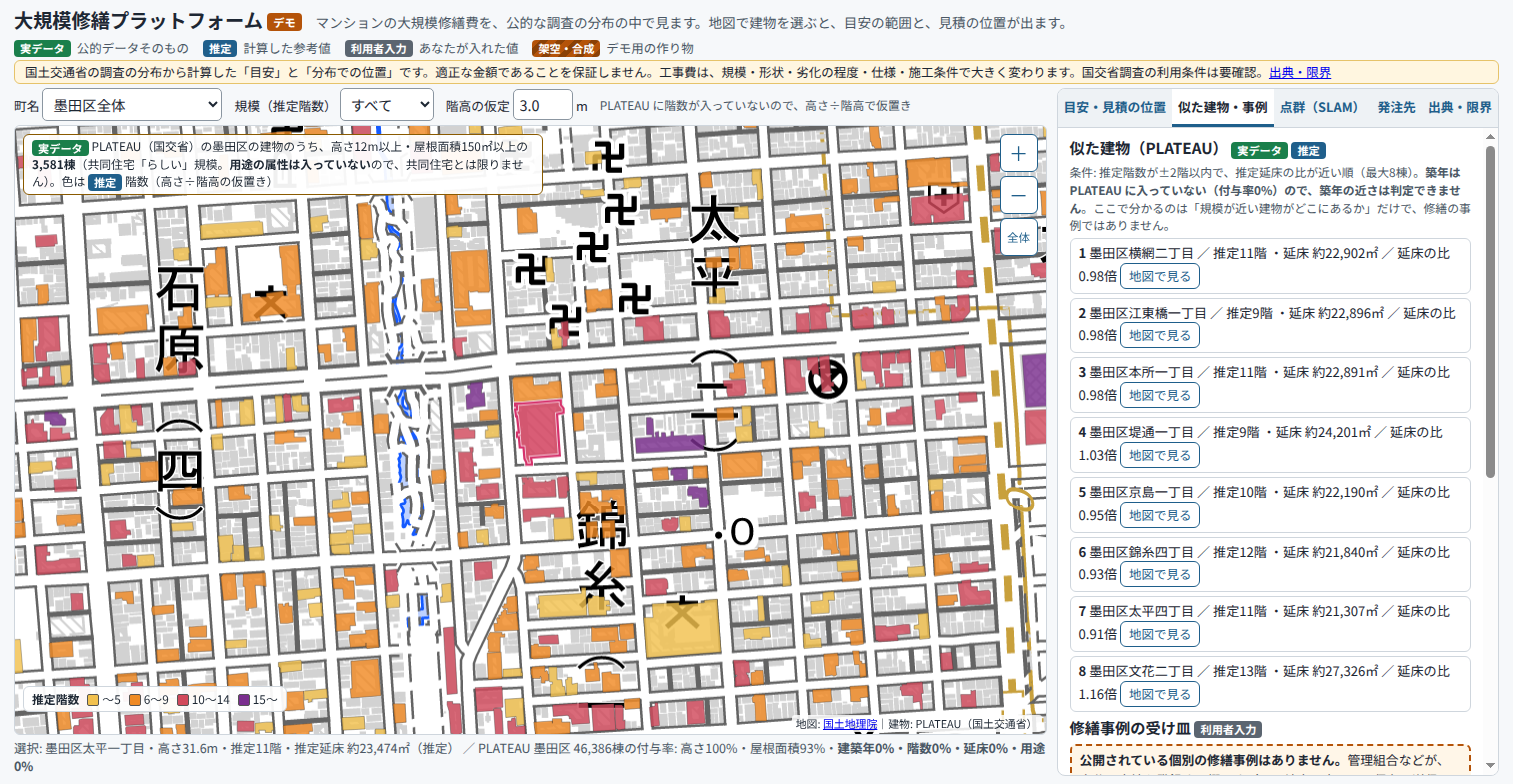 大規模修繕プラットフォーム デモ マンションの大規模修繕費を、公的な調査の分布の中で見ます。地図で建物を選ぶと、目安の範囲と、見積の位置が出ます。
実データ 公的データそのもの 推定 計算した参考値 利用者入力 あなたが入れた値 架空・合成 デモ用の作り物
国土交通省の調査の分布から計算した「目安」と「分布での位置」です。適正な金額であることを保証しません。工事費は、規模・形状・劣化の程度・仕様・施工条件で大きく変わります。国交省調査の利用条件は要確認。出典・限界
町名 墨田区全体 規模（推定階数） すべて 階高の仮定 3.0 m PLATEAU に階数が入っていないので、高さ÷階高で仮置き
実データ PLATEAU（国交省）の墨田区の建物のうち、高さ12m以上・屋根面積150㎡以上の
3,581棟（共同住宅「らしい」規模。用途の属性は入っていないので、共同住宅とは限りませ
ん）。色は 推定 階数（高さ÷階高の仮置き）
＋
－
全体
太平
石原
（二）
（四）
錦糸
（
推定階数 〜5 6〜9 10〜14 15〜
地図: 国土地理院 | 建物: PLATEAU（国土交通省）
選択: 墨田区太平一丁目・高さ31.6m・推定11階・推定延床 約23,474㎡（推定） ／ PLATEAU 墨田区 46,386棟の付与率: 高さ100%・屋根面積93%・建築年0%・階数0%・延床0%・用途
0%
目安・見積の位置 似た建物・事例 点群（SLAM） 発注先 出典・限界
似た建物（PLATEAU） 実データ 推定
条件: 推定階数が±2階以内で、推定延床の比が近い順（最大8棟）。築年は
PLATEAU に入っていない（付与率0%）ので、築年の近さは判定できませ
ん。ここで分かるのは「規模が近い建物がどこにあるか」だけで、修繕の事
例ではありません。
1 墨田区横網二丁目 ／ 推定11階 ・延床 約22,902㎡ ／ 延床の比
0.98倍 地図で見る
2 墨田区江東橋一丁目 ／ 推定9階 ・延床 約22,896㎡ ／ 延床の比
0.98倍 地図で見る
3 墨田区本所一丁目 ／ 推定11階 ・延床 約22,891㎡ ／ 延床の比
0.98倍 地図で見る
4 墨田区堤通一丁目 ／ 推定9階 ・延床 約24,201㎡ ／ 延床の比
1.03倍 地図で見る
5 墨田区京島一丁目 ／ 推定10階 ・延床 約22,190㎡ ／ 延床の比
0.95倍 地図で見る
6 墨田区錦糸四丁目 ／ 推定12階 ・延床 約21,840㎡ ／ 延床の比
0.93倍 地図で見る
7 墨田区太平四丁目 ／ 推定11階 ・延床 約21,307㎡ ／ 延床の比
0.91倍 地図で見る
8 墨田区文花二丁目 ／ 推定13階 ・延床 約27,326㎡ ／ 延床の比
1.16倍 地図で見る
修繕事例の受け皿 利用者入力
公開されている個別の修繕事例はありません。管理組合などが、